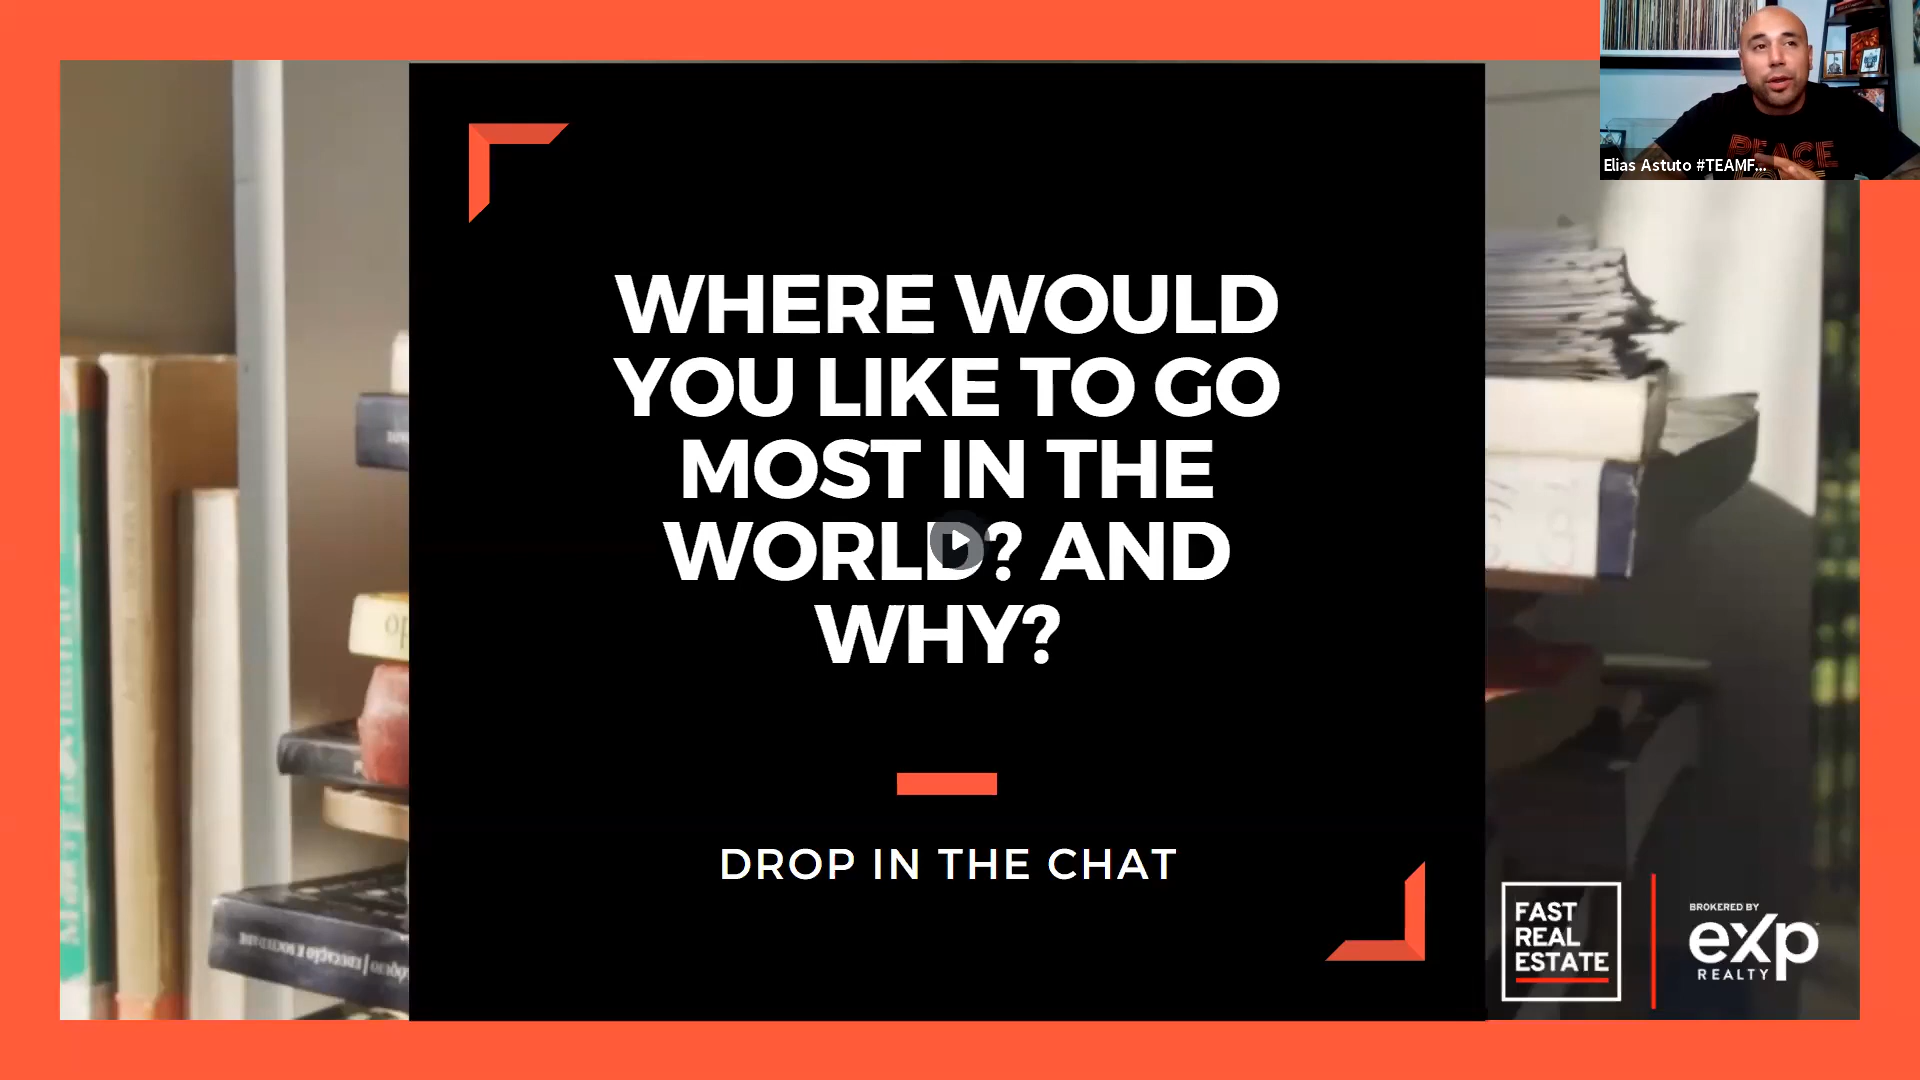 WHERE WOULD
YOU LIKE TO GO
MOST IN THE
WORLD? AND
WHY?
DROP IN THE CHAT
Elias Astuto #TEAMF...
PEACE
FAST
REAL
ESTATE
BROKERED BY
eXp
REALTY